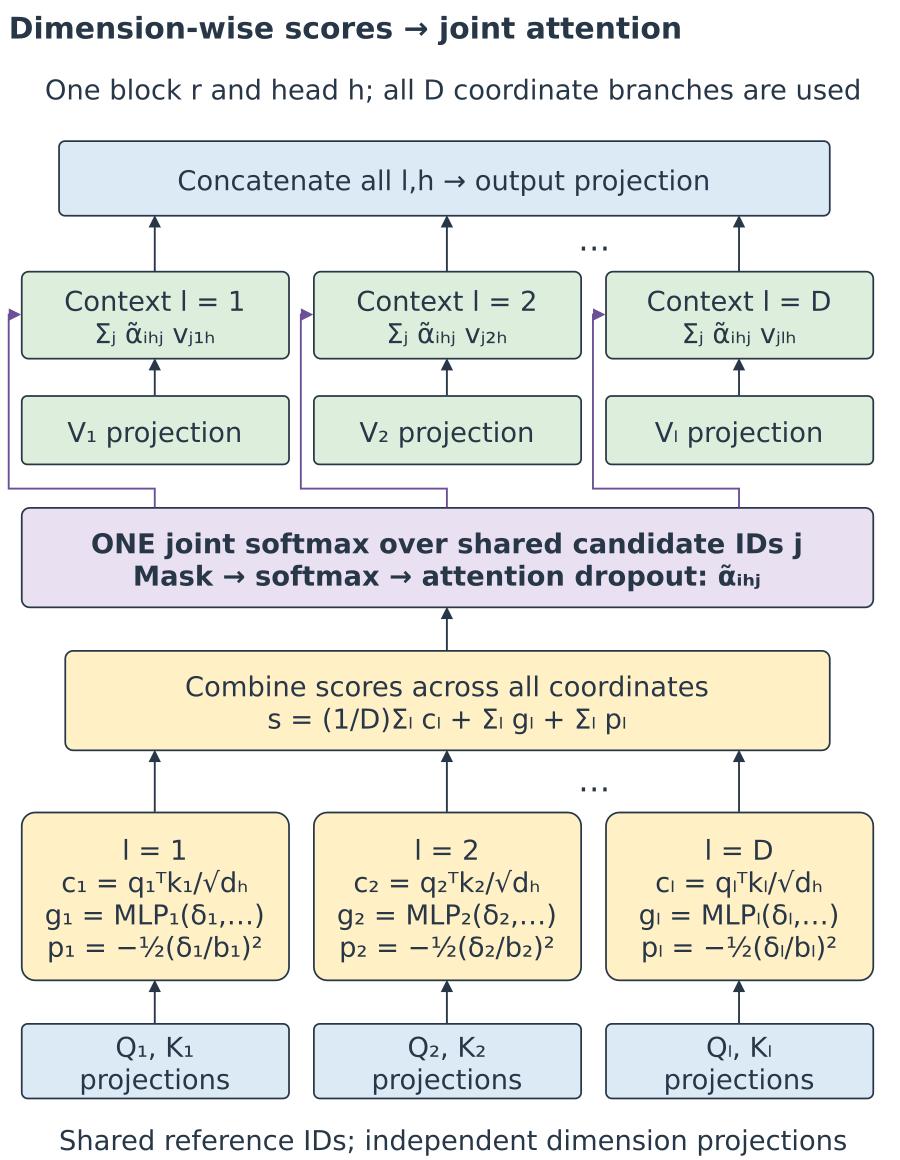 Dimension-wise scores → joint attention
One block r and head h; all D coordinate branches are used
Concatenate all l,h → output projection
...
Context l = 1
Σⱼ α̃ᵢₕⱼ vⱼ₁ₕ
Context l = 2
Σⱼ α̃ᵢₕⱼ vⱼ₂ₕ
Context l = D
Σⱼ α̃ᵢₕⱼ vⱼₗₕ
V₁ projection
V₂ projection
Vₗ projection
ONE joint softmax over shared candidate IDs j
Mask → softmax → attention dropout: α̃ᵢₕⱼ
Combine scores across all coordinates
s = (1/D)Σₗ cₗ + Σₗ gₗ + Σₗ pₗ
...
l = 1
c₁ = q₁ᵀk₁/√dₕ
g₁ = MLP₁(δ₁,…)
p₁ = −½(δ₁/b₁)²
l = 2
c₂ = q₂ᵀk₂/√dₕ
g₂ = MLP₂(δ₂,…)
p₂ = −½(δ₂/b₂)²
l = D
cₗ = qₗᵀkₗ/√dₕ
gₗ = MLPₗ(δₗ,…)
pₗ = −½(δₗ/bₗ)²
Q₁, K₁
projections
Q₂, K₂
projections
Qₗ, Kₗ
projections
Shared reference IDs; independent dimension projections